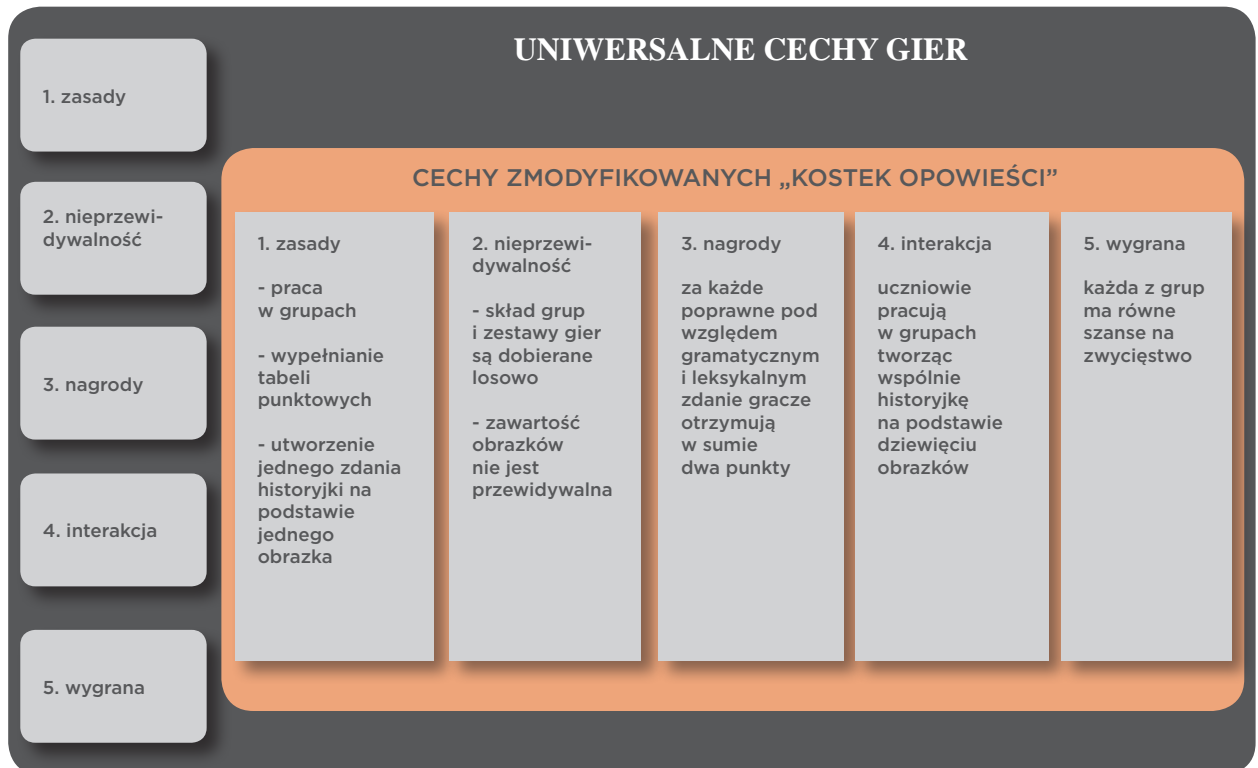 UNIWERSALNE CECHY GIER
1. zasady
2. nieprzewi-
dywalność
3. nagrody
4. interakcja
5. wygrana
CECHY ZMODYFIKOWANYCH „KOSTEK OPOWIEŚCI”
1. zasady
- praca
w grupach
- wypełnianie
tabeli
punktowych
- utworzenie
jednego zdania
historyjki na
podstawie
jednego
obrazka
2. nieprzewi-
dywalność
- skład grup
i zestawy gier
są dobierane
losowo
- zawartość
obrazków
nie jest
przewidywalna
3. nagrody
za każde
poprawne pod
względem
gramatycznym
i leksykalnym
zdanie gracze
otrzymują
w sumie
dwa punkty
4. interakcja
uczniowie
pracują
w grupach
tworząc
wspólnie
historyjkę
na podstawie
dziewięciu
obrazków
5. wygrana
każda z grup
ma równe
szanse na
zwycięstwo